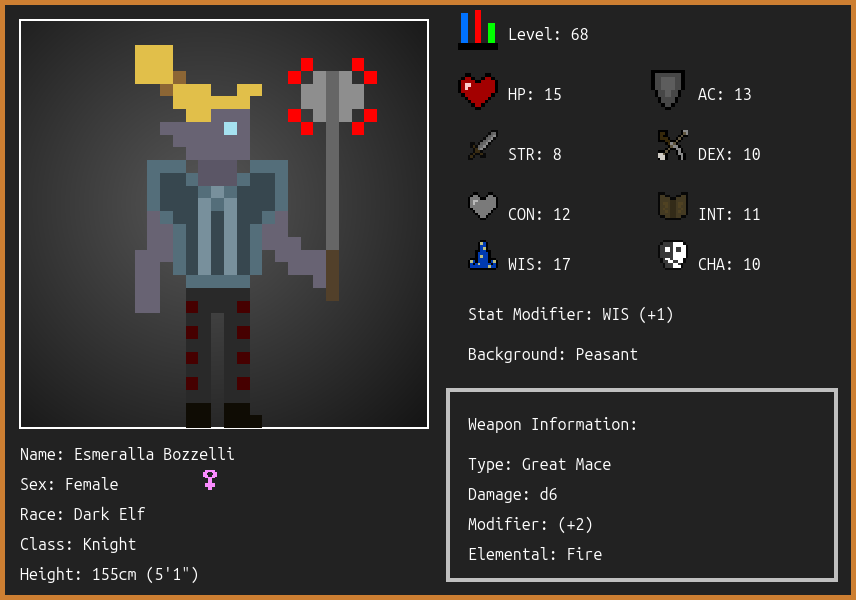 Level: 68
HP: 15
AC: 13
STR: 8
DEX: 10
CON: 12
INT: 11
WIS: 17
CHA: 10
Stat Modifier: WIS (+1)
Background: Peasant
Weapon Information:
Type: Great Mace
Damage: d6
Modifier: (+2)
Elemental: Fire
Name: Esmeralla Bozzelli
Sex: Female
Race: Dark Elf
Class: Knight
Height: 155cm (5'1")